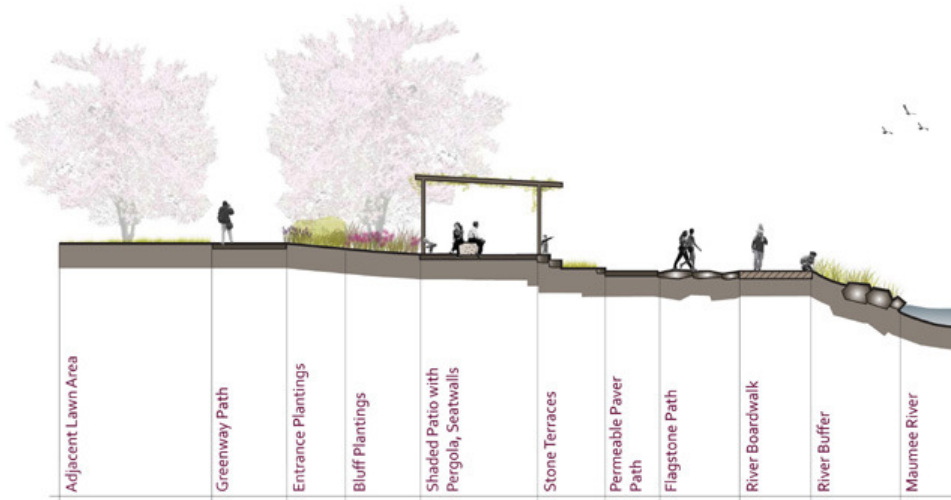 Adjacent Lawn Area
Greenway Path
Entrance Plantings
Bluff Plantings
Shaded Patio with
Pergola, Seatwalls
Stone Terraces
Permeable Paver
Path
Flagstone Path
River Boardwalk
River Buffer
Maumee River